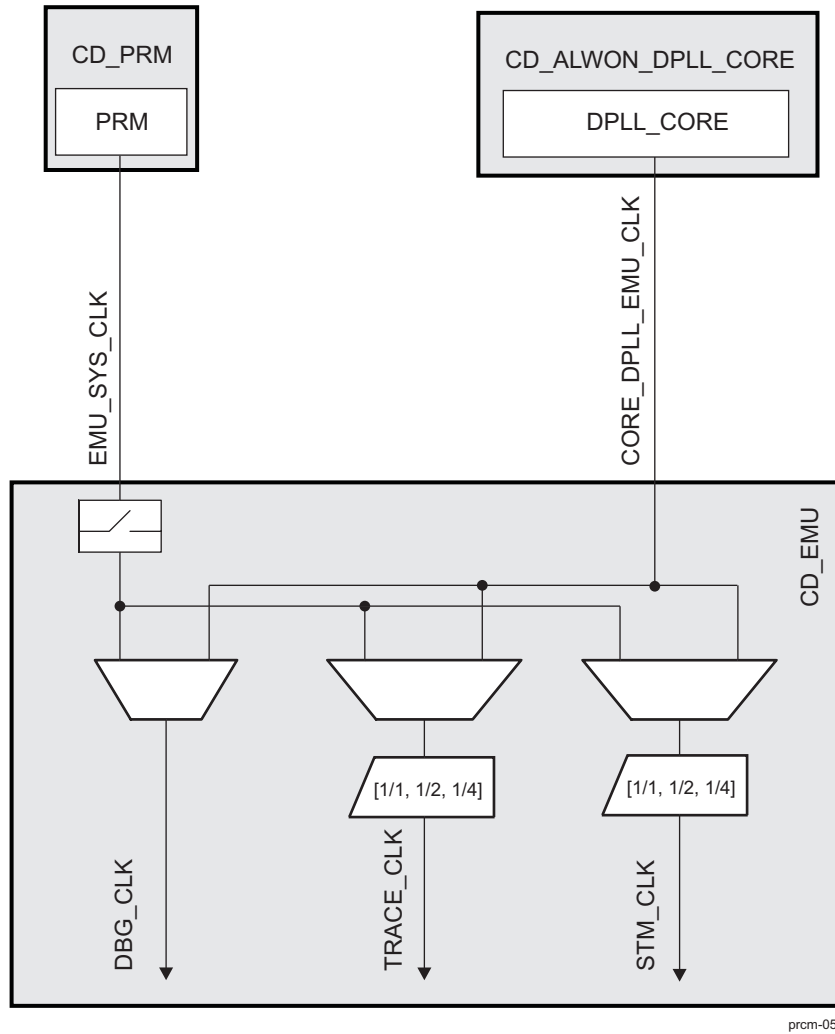 CD_PRM
PRM
CD_ALWON_DPLL_CORE
DPLL_CORE
EMU_SYS_CLK
CORE_DPLL_EMU_CLK
CD_EMU
[1/1, 1/2, 1/4]
[1/1, 1/2, 1/4]
DBG_CLK
TRACE_CLK
STM_CLK
prcm-05